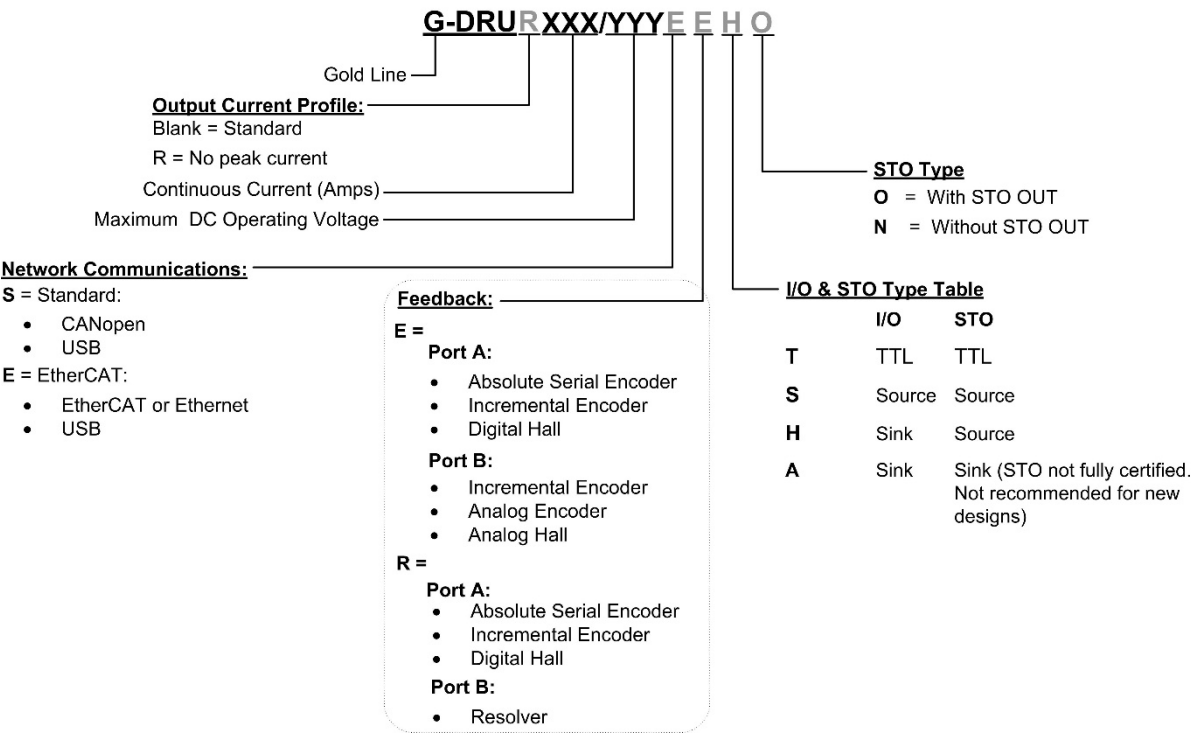 G-DRURXXX/YYYE E H O
Gold Line
Output Current Profile:
Blank = Standard
R = No peak current
Continuous Current (Amps)
Maximum DC Operating Voltage
Network Communications:
S = Standard:
• CANopen
• USB
E = EtherCAT:
• EtherCAT or Ethernet
• USB
Feedback:
E =
Port A:
• Absolute Serial Encoder
• Incremental Encoder
• Digital Hall
Port B:
• Incremental Encoder
• Analog Encoder
• Analog Hall
R =
Port A:
• Absolute Serial Encoder
• Incremental Encoder
• Digital Hall
Port B:
• Resolver
STO Type
O = With STO OUT
N = Without STO OUT
I/O & STO Type Table
I/O STO
T TTL TTL
S Source Source
H Sink Source
A Sink Sink (STO not fully certified.
Not recommended for new
designs)